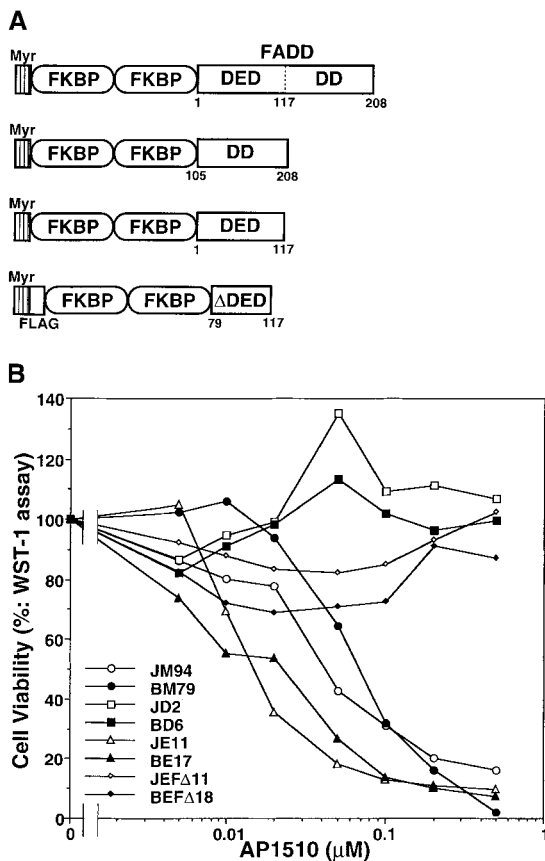 A
FADD
Myr
FKBP FKBP DED DD
1 117 208
Myr
FKBP FKBP DD
105 208
Myr
FKBP FKBP DED
1 117
Myr
FKBP FKBP ΔDED
FLAG 79 117
B
Cell Viability (%: WST-1 assay)
140
120
100
80
60
40
20
0
JM94
BM79
JD2
BD6
JE11
BE17
JEFΔ11
BEFΔ18
0 0.01 0.1 1
AP1510 (μM)